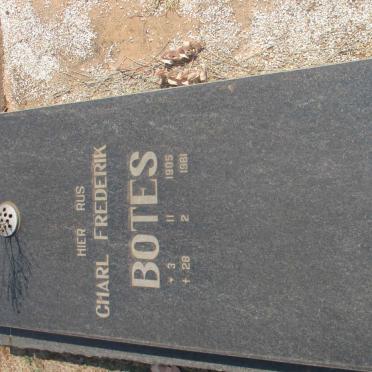 HIER RUS
CHARL FREDERIK
BOTES
* 3 11 1905
† 28 2 1981